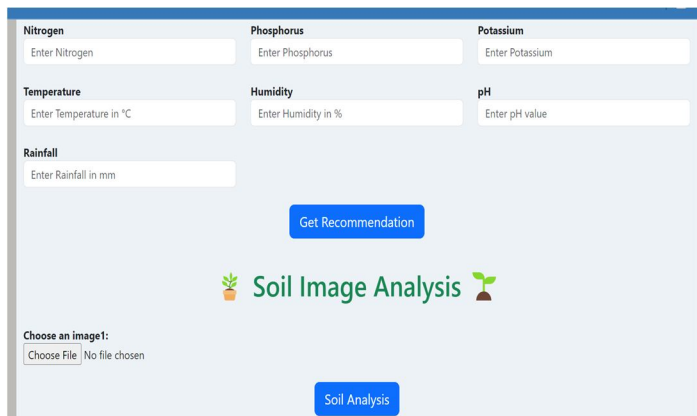 Nitrogen Phosphorus Potassium
Enter Nitrogen Enter Phosphorus Enter Potassium
Temperature Humidity pH
Enter Temperature in °C Enter Humidity in % Enter pH value
Rainfall
Enter Rainfall in mm
Get Recommendation
Soil Image Analysis
Choose an image1:
Choose File No file chosen
Soil Analysis